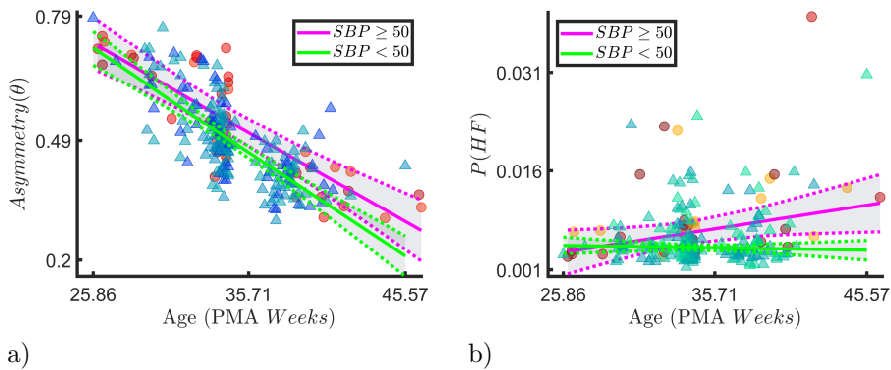 0.79
0.49
0.2
Asymmetry(θ)
SBP ≥ 50
SBP < 50
25.86
35.71
45.57
Age (PMA Weeks)
a)
0.031
0.016
0.001
P(HF)
SBP ≥ 50
SBP < 50
25.86
35.71
45.57
Age (PMA Weeks)
b)